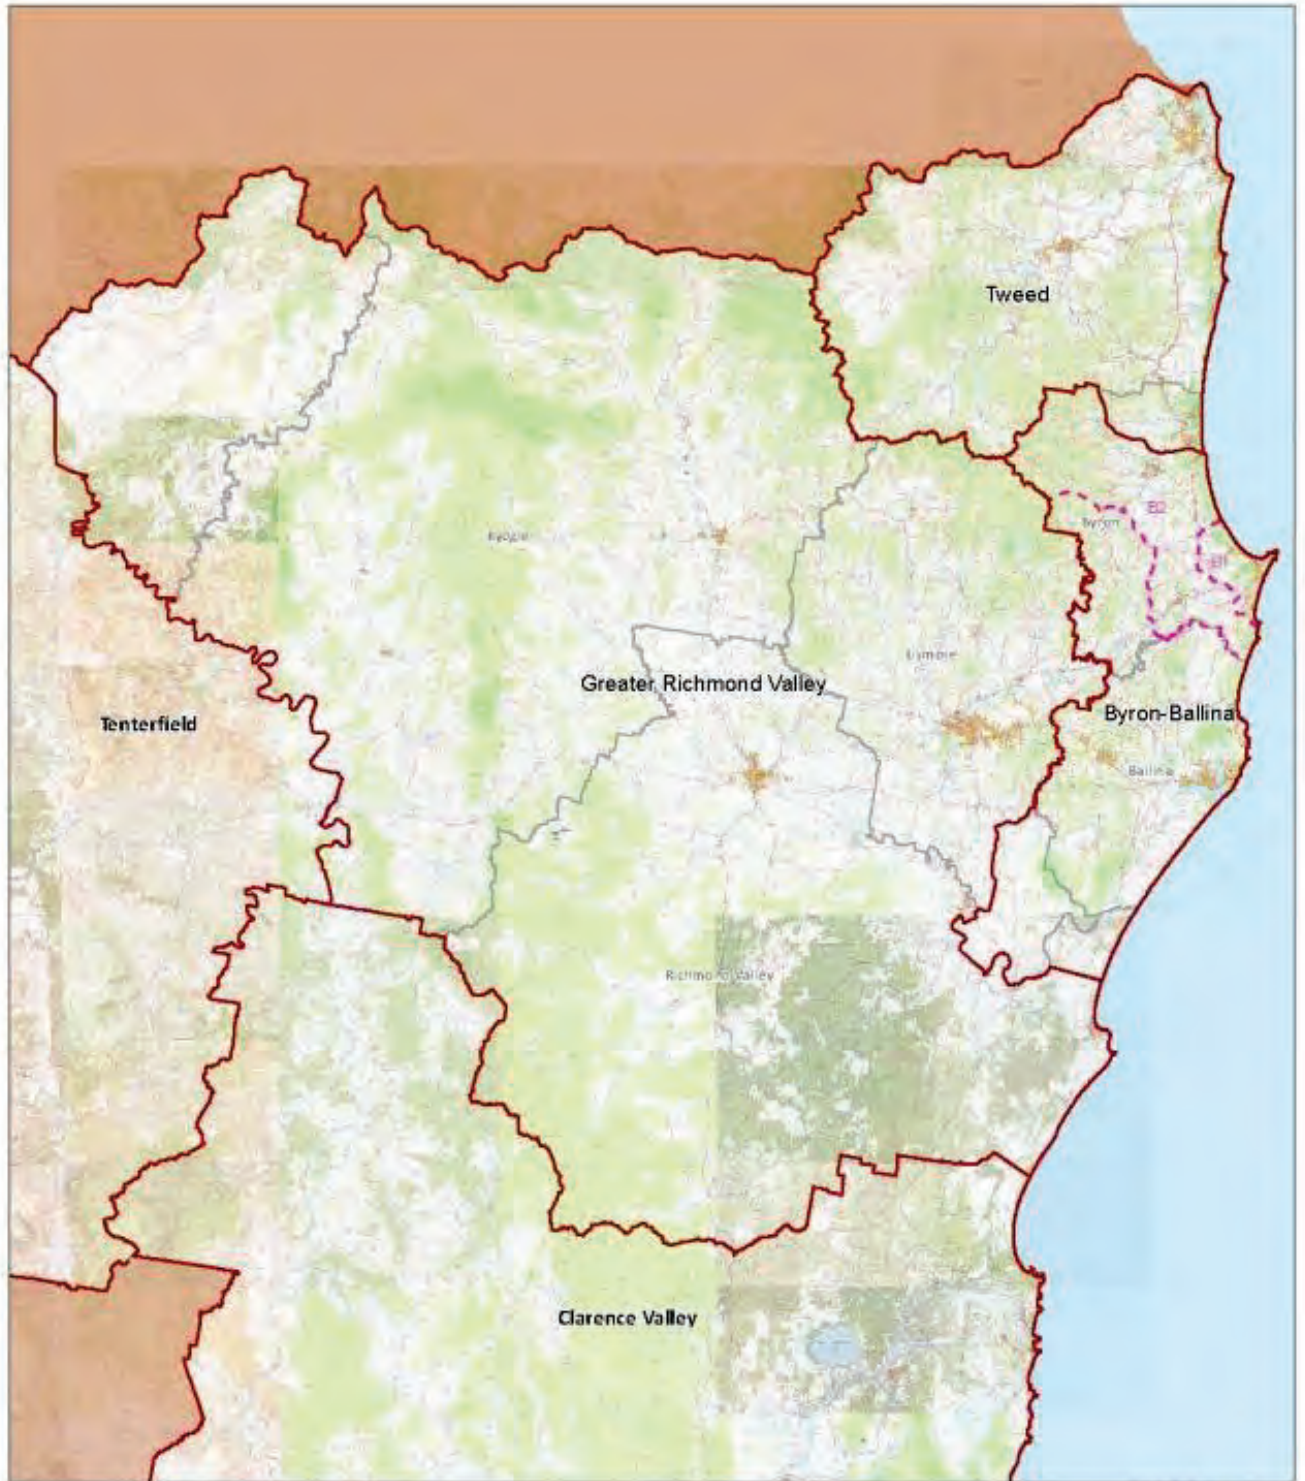 Tweed
B2
Byron
Kyogle
B1
Lismore
Greater Richmond Valley
Byron-Ballina
Tenterfield
Ballina
Richmond Valley
Clarence Valley